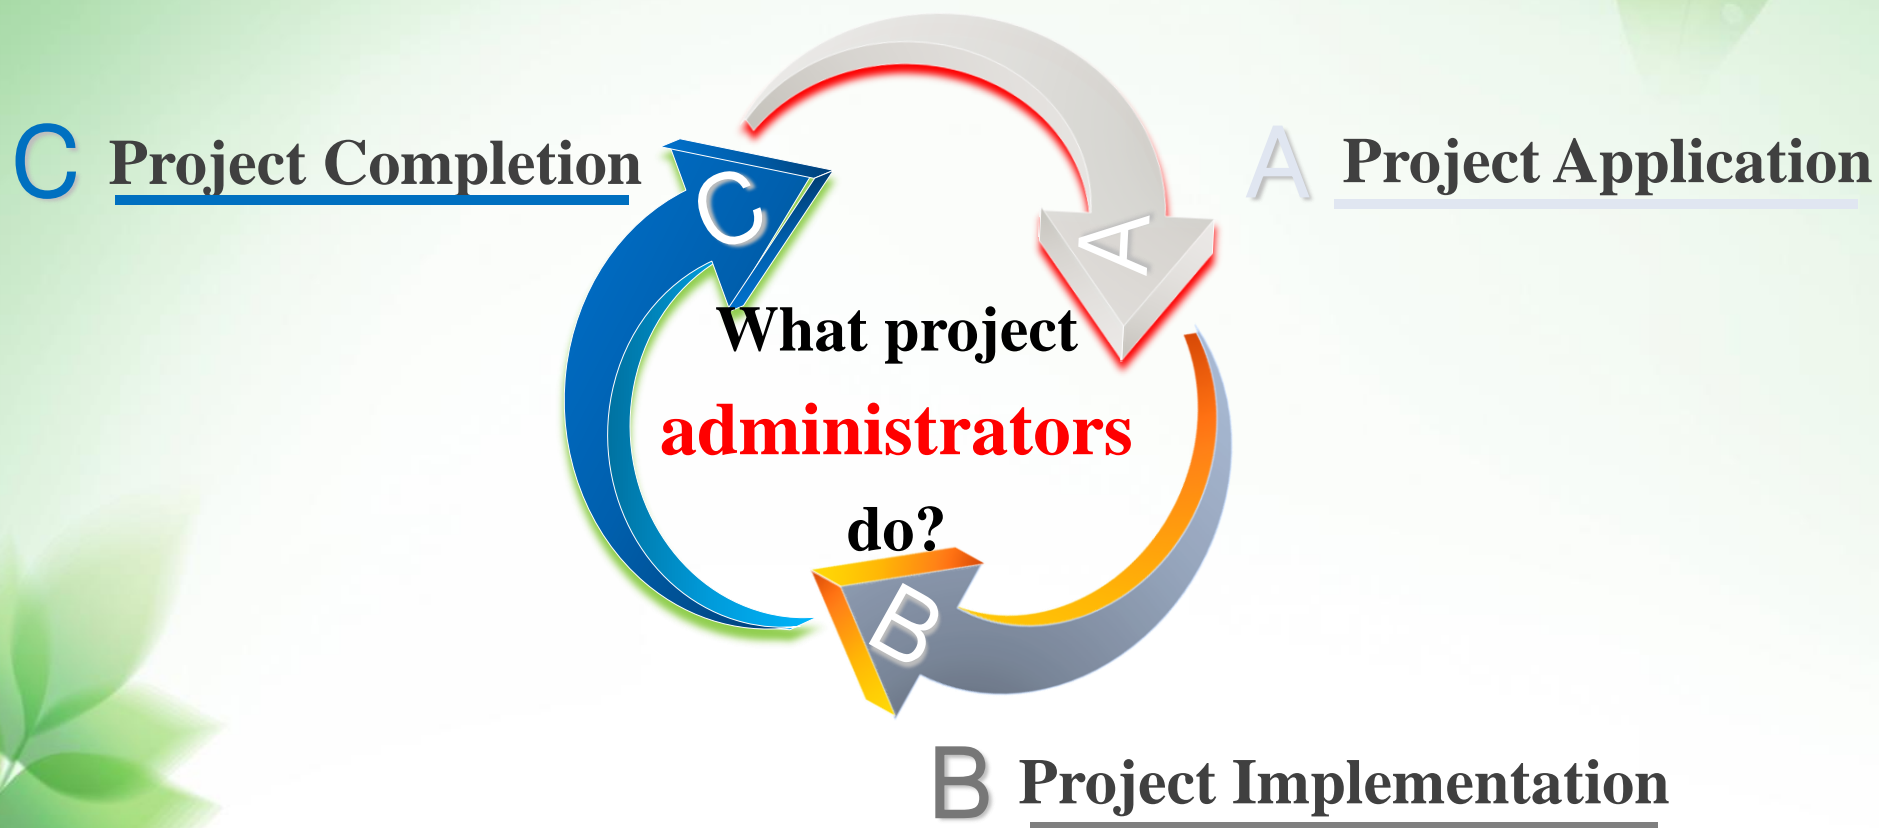 C Project Completion
A Project Application
C
A
What project
administrators
do?
B
B Project Implementation